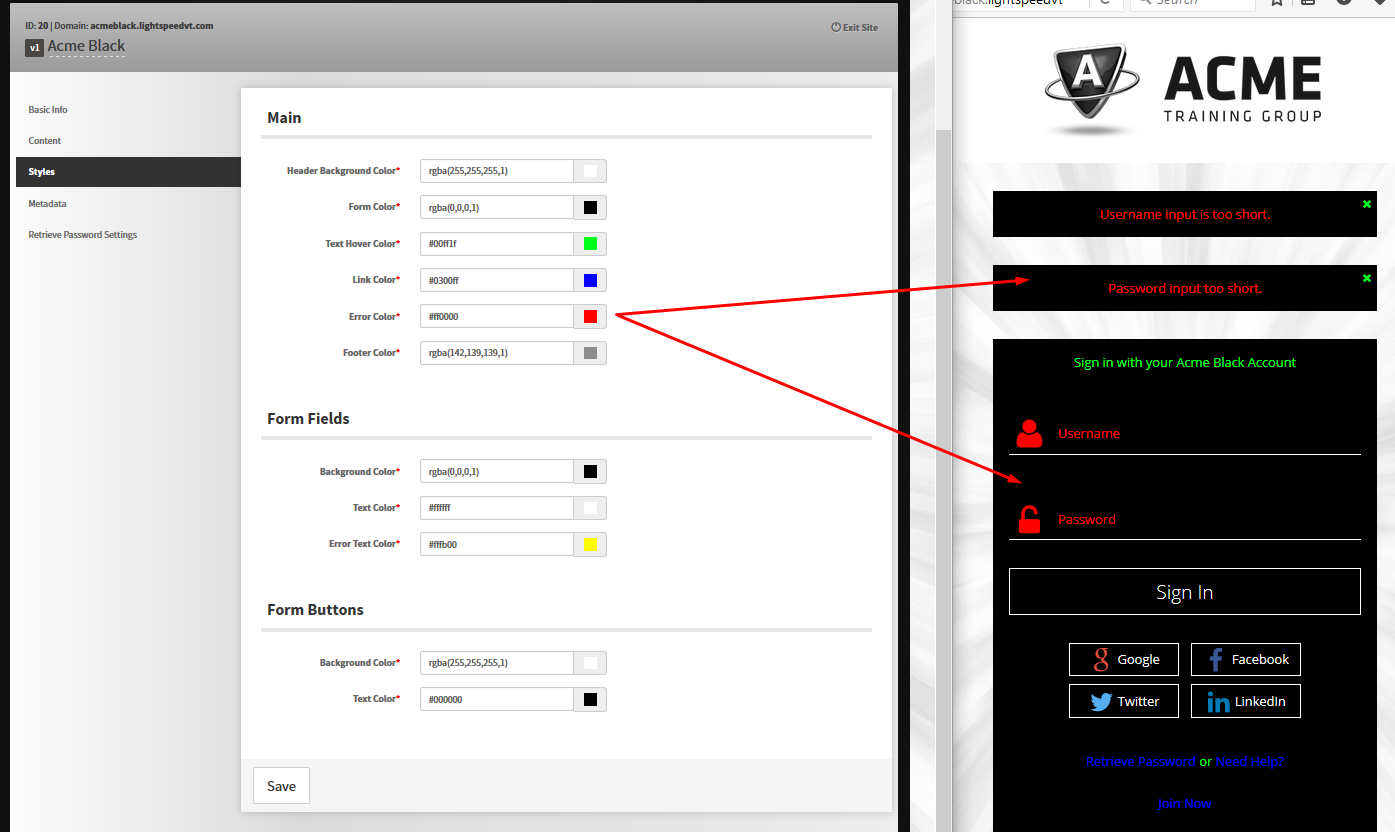 ID: 20 | Domain: acmeblack.lightspeedvt.com
v1 Acme Black
Exit Site
Basic Info
Content
Styles
Metadata
Retrieve Password Settings
Main
Header Background Color* rgba(255,255,255,1)
Form Color* rgba(0,0,0,1)
Text Hover Color* #00ff1f
Link Color* #0300ff
Error Color* #ff0000
Footer Color* rgba(142,139,139,1)
Form Fields
Background Color* rgba(0,0,0,1)
Text Color* #ffffff
Error Text Color* #fffb00
Form Buttons
Background Color* rgba(255,255,255,1)
Text Color* #000000
Save
black.lightspeedvt
Search
A
ACME
TRAINING GROUP
Username input is too short.
Password input too short.
Sign in with your Acme Black Account
Username
Password
Sign In
Google
Facebook
Twitter
LinkedIn
Retrieve Password or Need Help?
Join Now